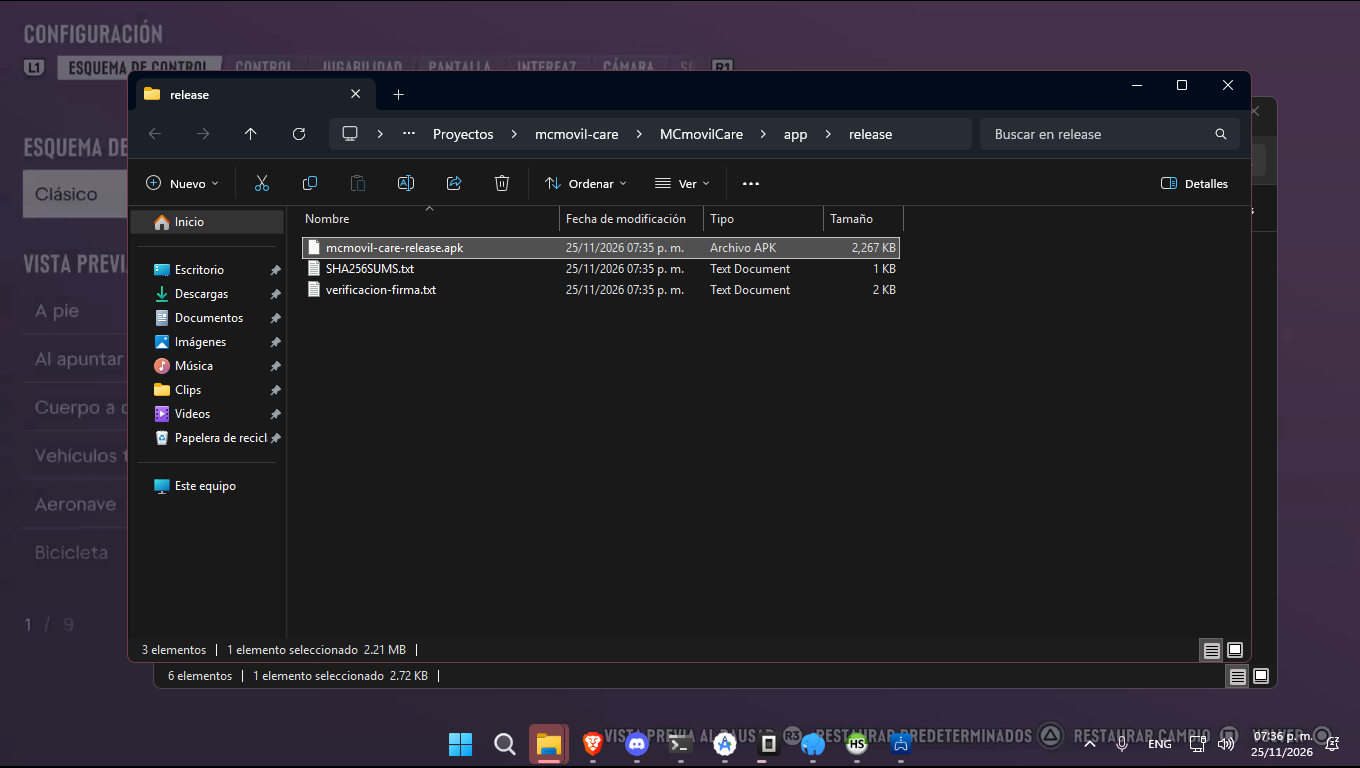 CONFIGURACIÓN
L1 ESQUEMA DE CONTROL CONTROL JUGABILIDAD PANTALLA INTERFAZ CÁMARA R1
release
Proyectos mcmovil-care MCmovilCare app release
Buscar en release
Nuevo
Ordenar
Ver
Detalles
ESQUEMA DE
Clásico
VISTA PREVI
A pie
Al apuntar
Cuerpo a
Vehículos
Aeronave
Bicicleta
1 / 9
Inicio
Escritorio
Descargas
Documentos
Imágenes
Música
Clips
Videos
Papelera de recicl
Este equipo
Nombre Fecha de modificación Tipo Tamaño
mcmovil-care-release.apk 25/11/2026 07:35 p. m. Archivo APK 2,267 KB
SHA256SUMS.txt 25/11/2026 07:35 p. m. Text Document 1 KB
verificacion-firma.txt 25/11/2026 07:35 p. m. Text Document 2 KB
3 elementos 1 elemento seleccionado 2.21 MB
6 elementos 1 elemento seleccionado 2.72 KB
VISTA PREVIA AL PAUSAR R3 RESTAURAR PREDETERMINADOS RESTAURAR CAMBIO
HS
ENG
07:36 p. m.
25/11/2026